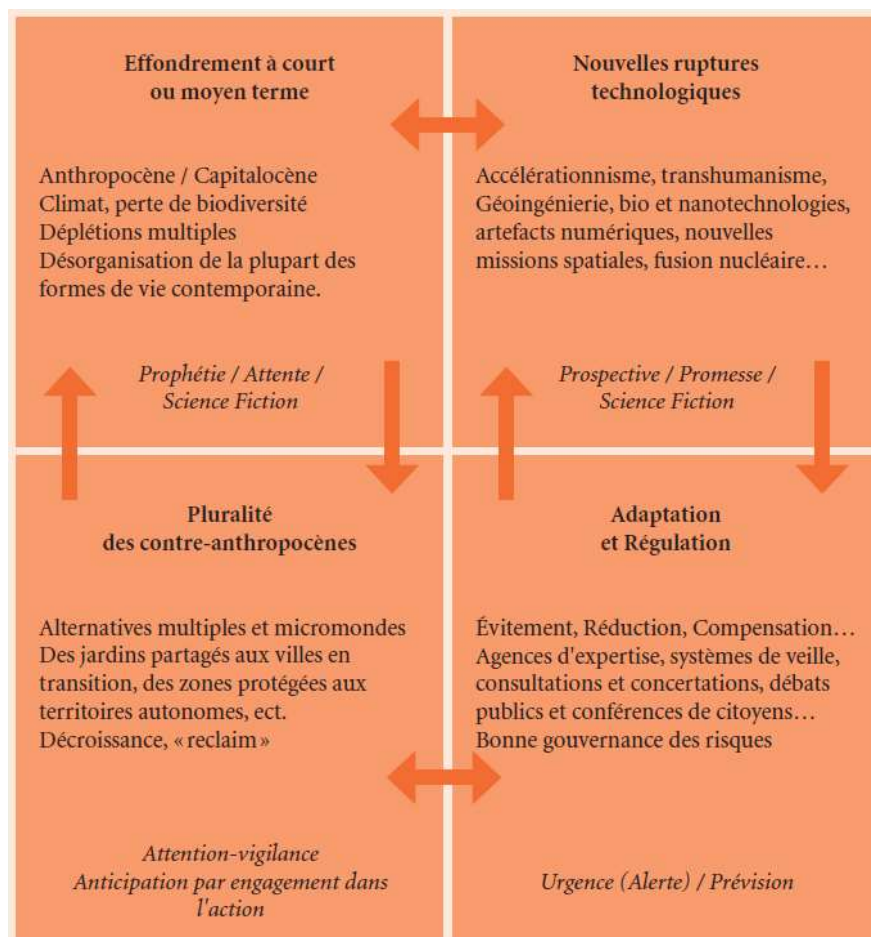 Effondrement à court
ou moyen terme
Anthropocène / Capitalocène
Climat, perte de biodiversité
Déplétions multiples
Désorganisation de la plupart des
formes de vie contemporaine.
Prophétie / Attente /
Science Fiction
Nouvelles ruptures
technologiques
Accélérationnisme, transhumanisme,
Géoingénierie, bio et nanotechnologies,
artefacts numériques, nouvelles
missions spatiales, fusion nucléaire…
Prospective / Promesse /
Science Fiction
Pluralité
des contre-anthropocènes
Alternatives multiples et micromondes
Des jardins partagés aux villes en
transition, des zones protégées aux
territoires autonomes, ect.
Décroissance, « reclaim »
Attention-vigilance
Anticipation par engagement dans
l'action
Adaptation
et Régulation
Évitement, Réduction, Compensation…
Agences d'expertise, systèmes de veille,
consultations et concertations, débats
publics et conférences de citoyens…
Bonne gouvernance des risques
Urgence (Alerte) / Prévision